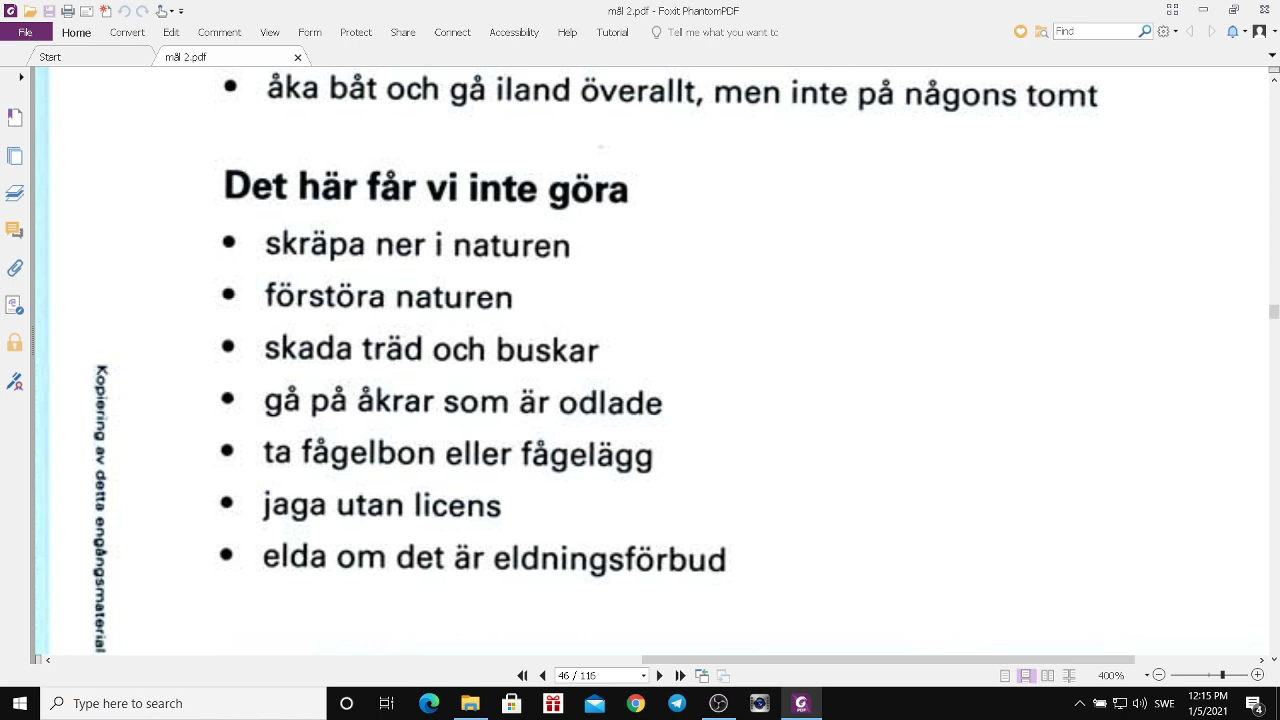 mål 2.pdf - Foxit PhantomPDF
File Home Convert Edit Comment View Form Protect Share Connect Accessibility Help Tutorial Tell me what you want to Find
Start mål 2.pdf
• åka båt och gå iland överallt, men inte på någons tomt
Det här får vi inte göra
• skräpa ner i naturen
• förstöra naturen
• skada träd och buskar
• gå på åkrar som är odlade
• ta fågelbon eller fågelägg
• jaga utan licens
• elda om det är eldningsförbud
Kopiering av detta engångsmaterial
46 / 116 400%
Type here to search SWE 12:15 PM
1/5/2021